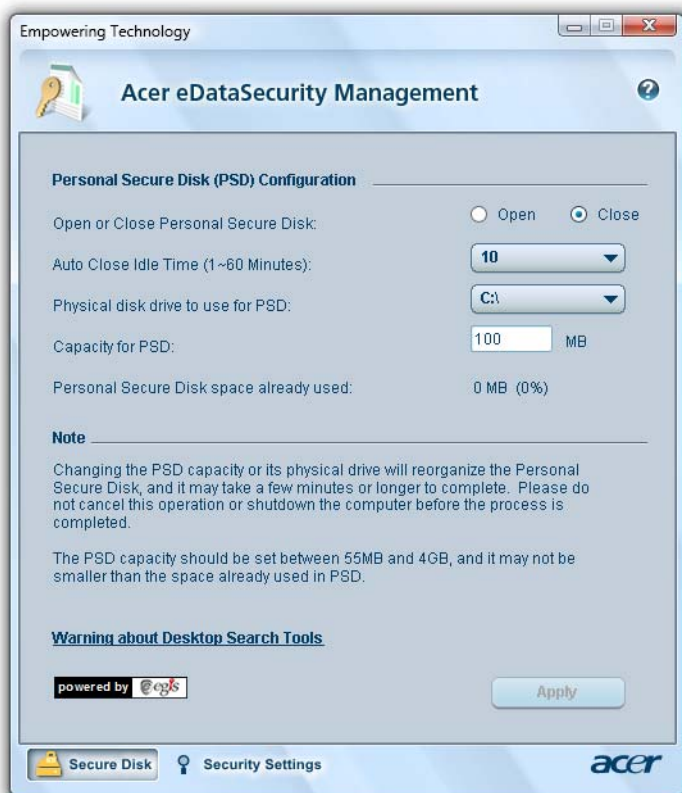 Empowering Technology
Acer eDataSecurity Management
Personal Secure Disk (PSD) Configuration
Open or Close Personal Secure Disk: Open Close
Auto Close Idle Time (1~60 Minutes): 10
Physical disk drive to use for PSD: C:\
Capacity for PSD: 100 MB
Personal Secure Disk space already used: 0 MB (0%)
Note
Changing the PSD capacity or its physical drive will reorganize the Personal
Secure Disk, and it may take a few minutes or longer to complete. Please do
not cancel this operation or shutdown the computer before the process is
completed.
The PSD capacity should be set between 55MB and 4GB, and it may not be
smaller than the space already used in PSD.
Warning about Desktop Search Tools
powered by egis
Apply
Secure Disk Security Settings acer